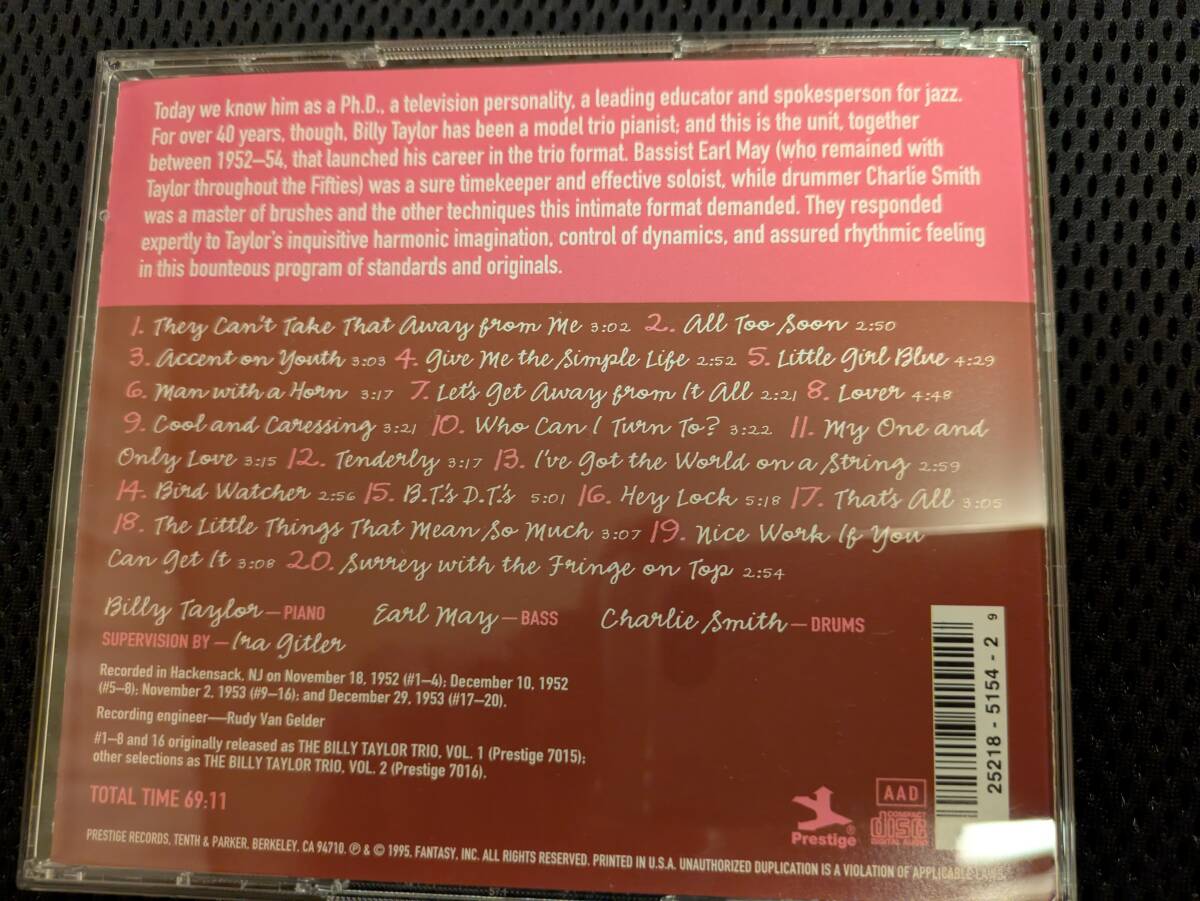 Today we know him as a Ph.D., a television personality, a leading educator and spokesperson for jazz.
For over 40 years, though, Billy Taylor has been a model trio pianist; and this is the unit, together
between 1952–54, that launched his career in the trio format. Bassist Earl May (who remained with
Taylor throughout the Fifties) was a sure timekeeper and effective soloist, while drummer Charlie Smith
was a master of brushes and the other techniques this intimate format demanded. They responded
expertly to Taylor's inquisitive harmonic imagination, control of dynamics, and assured rhythmic feeling
in this bounteous program of standards and originals.
1. They Can't Take That Away from Me 3:02 2. All Too Soon 2:50
3. Accent on Youth 3:03 4. Give Me the Simple Life 2:52 5. Little Girl Blue 4:29
6. Man with a Horn 3:17 7. Let's Get Away from It All 2:21 8. Lover 4:48
9. Cool and Caressing 3:21 10. Who Can I Turn To? 3:22 11. My One and
Only Love 3:15 12. Tenderly 3:17 13. I've Got the World on a String 2:59
14. Bird Watcher 2:56 15. B.T.'s D.T.'s 5:01 16. Hey Lock 5:18 17. That's All 3:05
18. The Little Things That Mean So Much 3:07 19. Nice Work If You
Can Get It 3:08 20. Surrey with the Fringe on Top 2:54
Billy Taylor—PIANO Earl May—BASS Charlie Smith—DRUMS
SUPERVISION BY—Ira Gitler
Recorded in Hackensack, NJ on November 18, 1952 (#1–4); December 10, 1952
(#5–8); November 2, 1953 (#9–16); and December 29, 1953 (#17–20).
Recording engineer—Rudy Van Gelder
#1–8 and 16 originally released as THE BILLY TAYLOR TRIO, VOL. 1 (Prestige 7015);
other selections as THE BILLY TAYLOR TRIO, VOL. 2 (Prestige 7016).
TOTAL TIME 69:11
Prestige®
AAD
COMPACT
disc
DIGITAL AUDIO
25218-5154-2 9
PRESTIGE RECORDS, TENTH & PARKER, BERKELEY, CA 94710. ℗ & © 1995, FANTASY, INC. ALL RIGHTS RESERVED. PRINTED IN U.S.A. UNAUTHORIZED DUPLICATION IS A VIOLATION OF APPLICABLE LAWS.